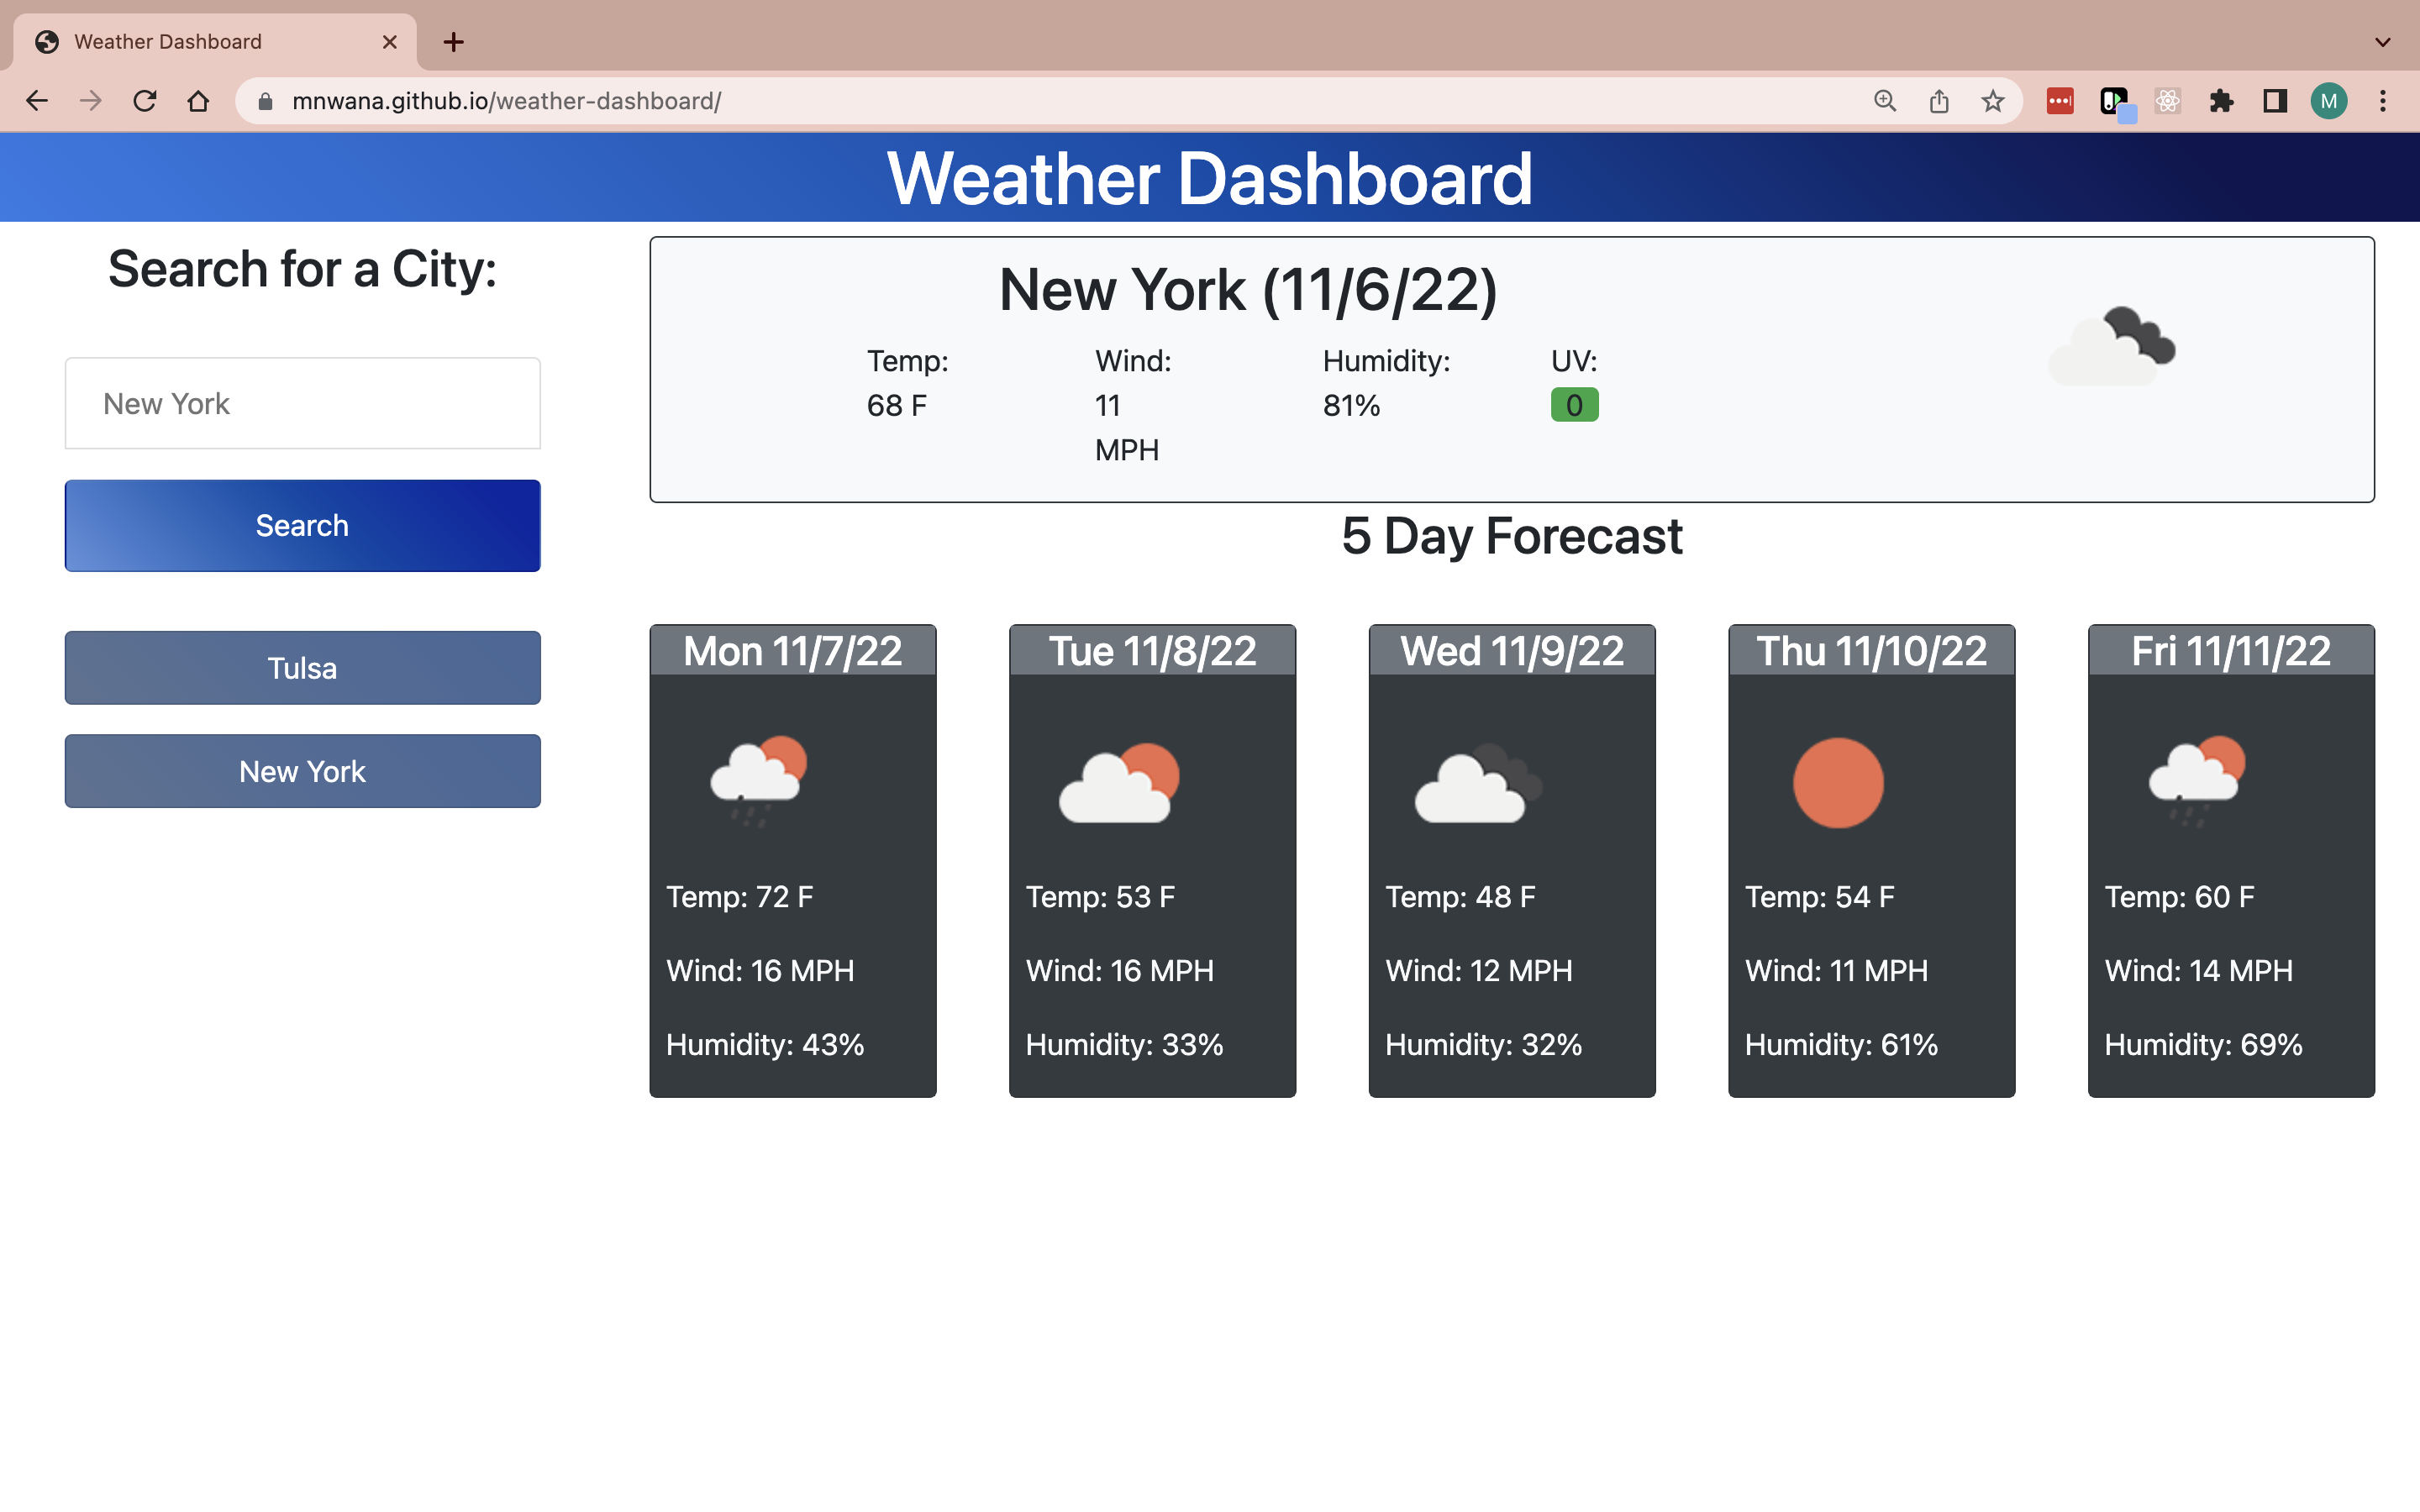 Weather Dashboard
mnwana.github.io/weather-dashboard/
M
Weather Dashboard
Search for a City:
New York
Search
Tulsa
New York
New York (11/6/22)
Temp:
68 F
Wind:
11
MPH
Humidity:
81%
UV:
0
5 Day Forecast
Mon 11/7/22
Temp: 72 F
Wind: 16 MPH
Humidity: 43%
Tue 11/8/22
Temp: 53 F
Wind: 16 MPH
Humidity: 33%
Wed 11/9/22
Temp: 48 F
Wind: 12 MPH
Humidity: 32%
Thu 11/10/22
Temp: 54 F
Wind: 11 MPH
Humidity: 61%
Fri 11/11/22
Temp: 60 F
Wind: 14 MPH
Humidity: 69%